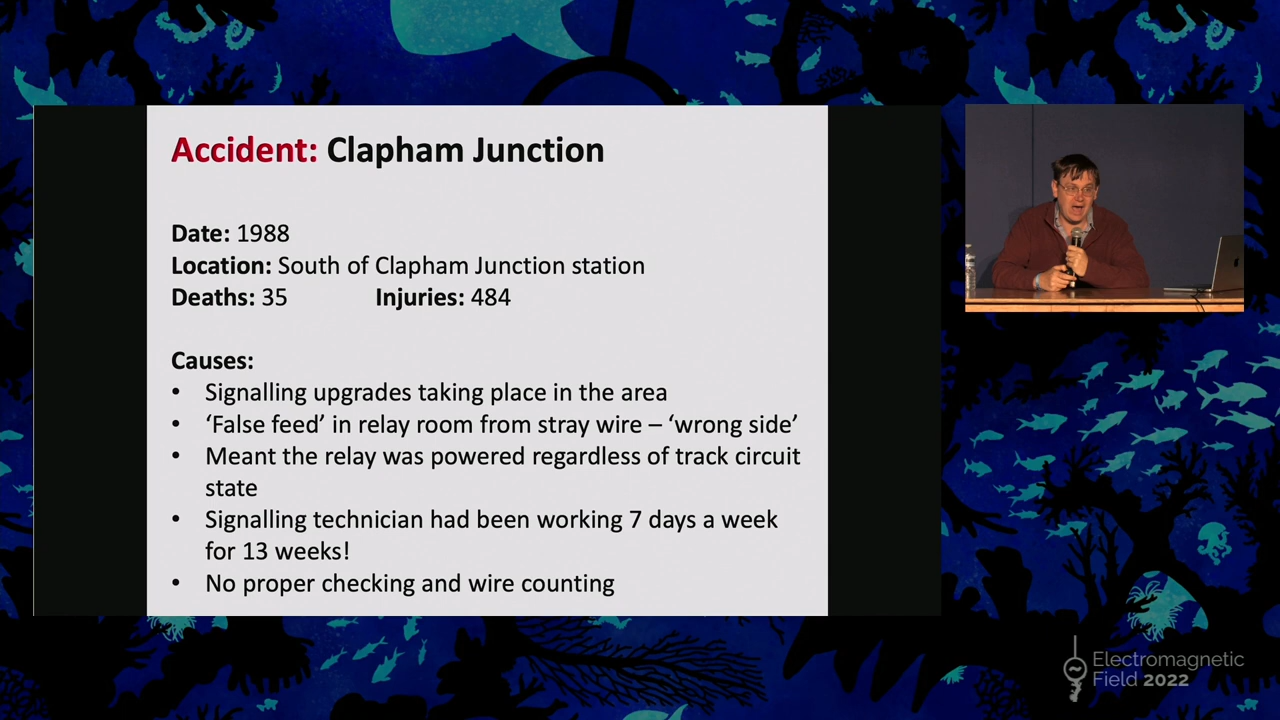 Accident: Clapham Junction
Date: 1988
Location: South of Clapham Junction station
Deaths: 35 Injuries: 484
Causes:
• Signalling upgrades taking place in the area
• ‘False feed’ in relay room from stray wire – ‘wrong side’
• Meant the relay was powered regardless of track circuit
state
• Signalling technician had been working 7 days a week
for 13 weeks!
• No proper checking and wire counting
Electromagnetic
Field 2022